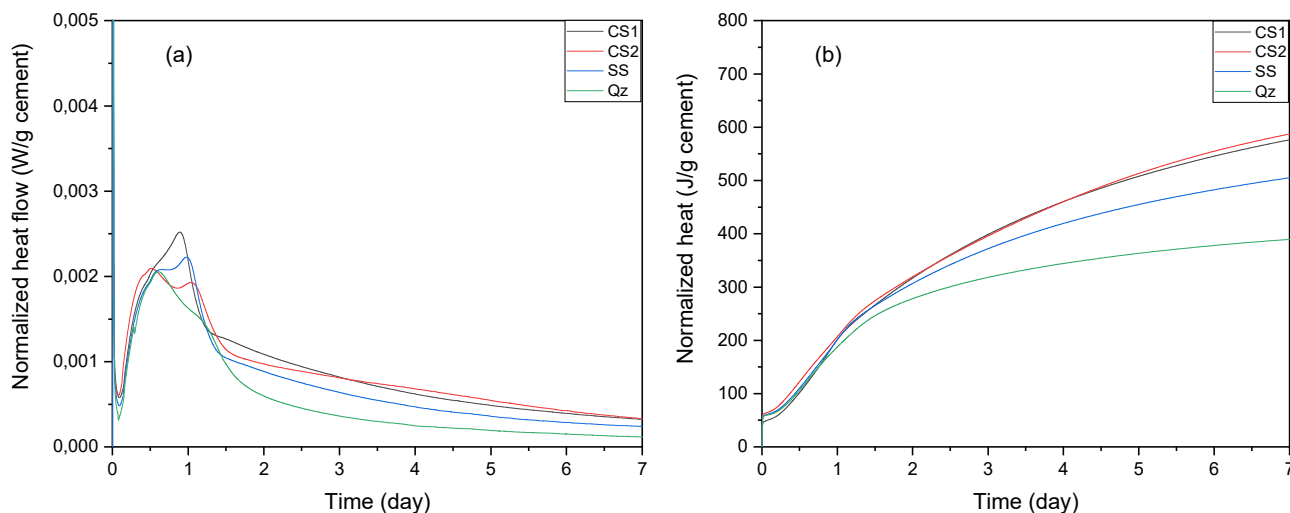 0,005
0,004
0,003
0,002
0,001
0,000
Normalized heat flow (W/g cement)
(a)
CS1
CS2
SS
Qz
0 1 2 3 4 5 6 7
Time (day)
800
700
600
500
400
300
200
100
0
Normalized heat (J/g cement)
(b)
CS1
CS2
SS
Qz
0 1 2 3 4 5 6 7
Time (day)